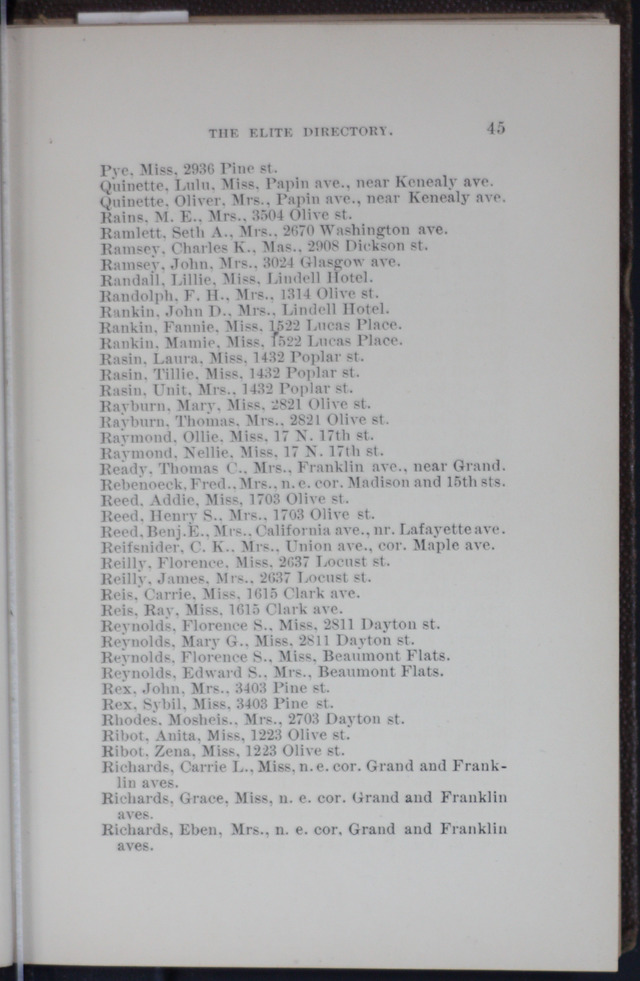 THE ELITE DIRECTORY. 45
Pye, Miss, 2936 Pine st.
Quinette, Lulu, Miss, Papin ave., near Kenealy ave.
Quinette, Oliver, Mrs., Papin ave., near Kenealy ave.
Rains, M. E., Mrs., 3504 Olive st.
Ramlett, Seth A., Mrs., 2670 Washington ave.
Ramsey, Charles K., Mas., 2908 Dickson st.
Ramsey, John, Mrs., 3024 Glasgow ave.
Randall, Lillie, Miss, Lindell Hotel.
Randolph, F. H., Mrs., 1314 Olive st.
Rankin, John D., Mrs., Lindell Hotel.
Rankin, Fannie, Miss, 1522 Lucas Place.
Rankin, Mamie, Miss, 1522 Lucas Place.
Rasin, Laura, Miss, 1432 Poplar st.
Rasin, Tillie, Miss, 1432 Poplar st.
Rasin, Unit, Mrs., 1432 Poplar st.
Rayburn, Mary, Miss, 2821 Olive st.
Rayburn, Thomas, Mrs., 2821 Olive st.
Raymond, Ollie, Miss, 17 N. 17th st.
Raymond, Nellie, Miss, 17 N. 17th st.
Ready, Thomas C., Mrs., Franklin ave., near Grand.
Rebenoeck, Fred., Mrs., n. e. cor. Madison and 15th sts.
Reed, Addie, Miss, 1703 Olive st.
Reed, Henry S., Mrs., 1703 Olive st.
Reed, Benj. E., Mrs., California ave., nr. Lafayette ave.
Reifsnider, C. K., Mrs., Union ave., cor. Maple ave.
Reilly, Florence, Miss, 2637 Locust st.
Reilly, James, Mrs., 2637 Locust st.
Reis, Carrie, Miss, 1615 Clark ave.
Reis, Ray, Miss, 1615 Clark ave.
Reynolds, Florence S., Miss, 2811 Dayton st.
Reynolds, Mary G., Miss, 2811 Dayton st.
Reynolds, Florence S., Miss, Beaumont Flats.
Reynolds, Edward S., Mrs., Beaumont Flats.
Rex, John, Mrs., 3403 Pine st.
Rex, Sybil, Miss, 3403 Pine st.
Rhodes, Mosheis., Mrs., 2703 Dayton st.
Ribot, Anita, Miss, 1223 Olive st.
Ribot, Zena, Miss, 1223 Olive st.
Richards, Carrie L., Miss, n. e. cor. Grand and Frank-
lin aves.
Richards, Grace, Miss, n. e. cor. Grand and Franklin
aves.
Richards, Eben, Mrs., n. e. cor. Grand and Franklin
aves.